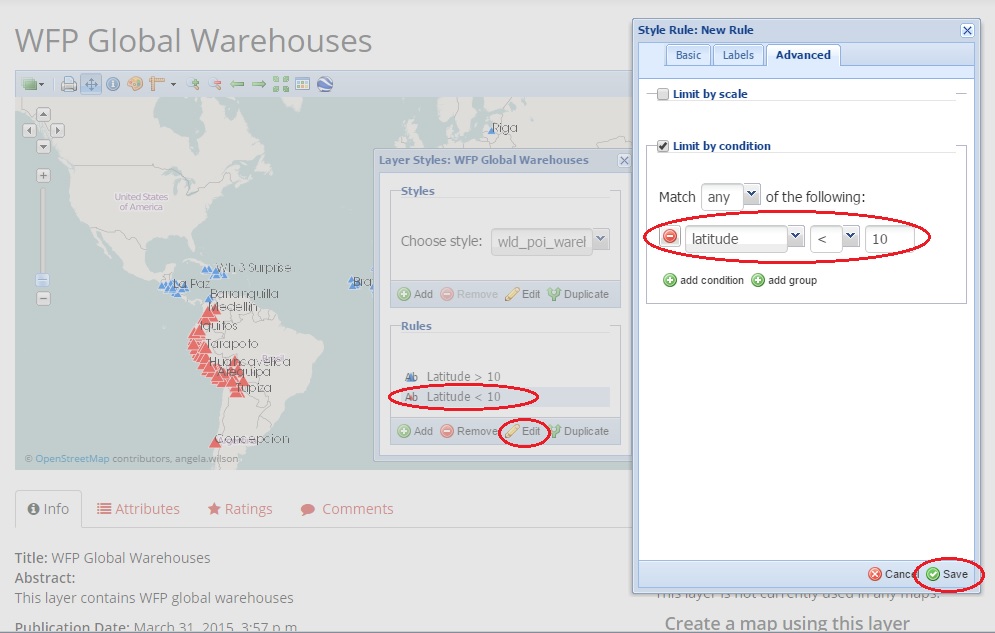 WFP Global Warehouses
Riga
United States
of America
Wh 3 Surprise
La Paz
Bra
Barranquilla
Medellin
Iquitos
Tarapoto
Huancavelica
Arequipa
Tupiza
Concepcion
© OpenStreetMap contributors, angela.wilson
Layer Styles: WFP Global Warehouses
Styles
Choose style: wld_poi_warel
Add Remove Edit Duplicate
Rules
Ab Latitude > 10
Ab Latitude < 10
Add Remove Edit Duplicate
Style Rule: New Rule
Basic Labels Advanced
Limit by scale
Limit by condition
Match any of the following:
latitude < 10
add condition add group
Cancel Save
Info Attributes Ratings Comments
Title: WFP Global Warehouses
Abstract:
This layer contains WFP global warehouses
Publication Date: March 31, 2015, 3:57 p.m.
This layer is not currently used in any maps.
Create a map using this layer